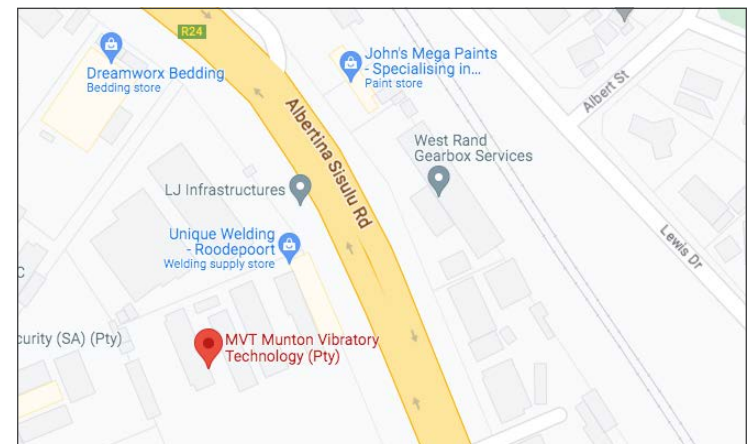 R24
Dreamworx Bedding
Bedding store
John's Mega Paints
- Specialising in...
Paint store
Albert St
Albertina Sisulu Rd
West Rand
Gearbox Services
LJ Infrastructures
Unique Welding
- Roodepoort
Welding supply store
Lewis Dr
C
curity (SA) (Pty)
MVT Munton Vibratory
Technology (Pty)